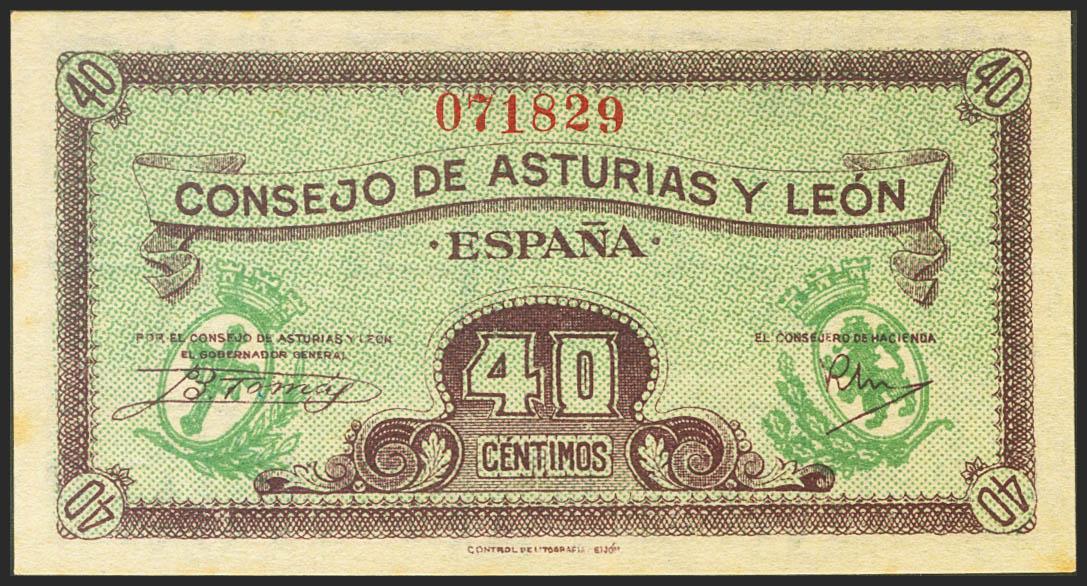 40 40
071829
CONSEJO DE ASTURIAS Y LEÓN
· ESPAÑA ·
POR EL CONSEJO DE ASTURIAS Y LEÓN
EL GOBERNADOR GENERAL
B Tomás
EL CONSEJERO DE HACIENDA
40
CÉNTIMOS
40 40
CONTROL DE LITOGRAFIA - GIJÓN